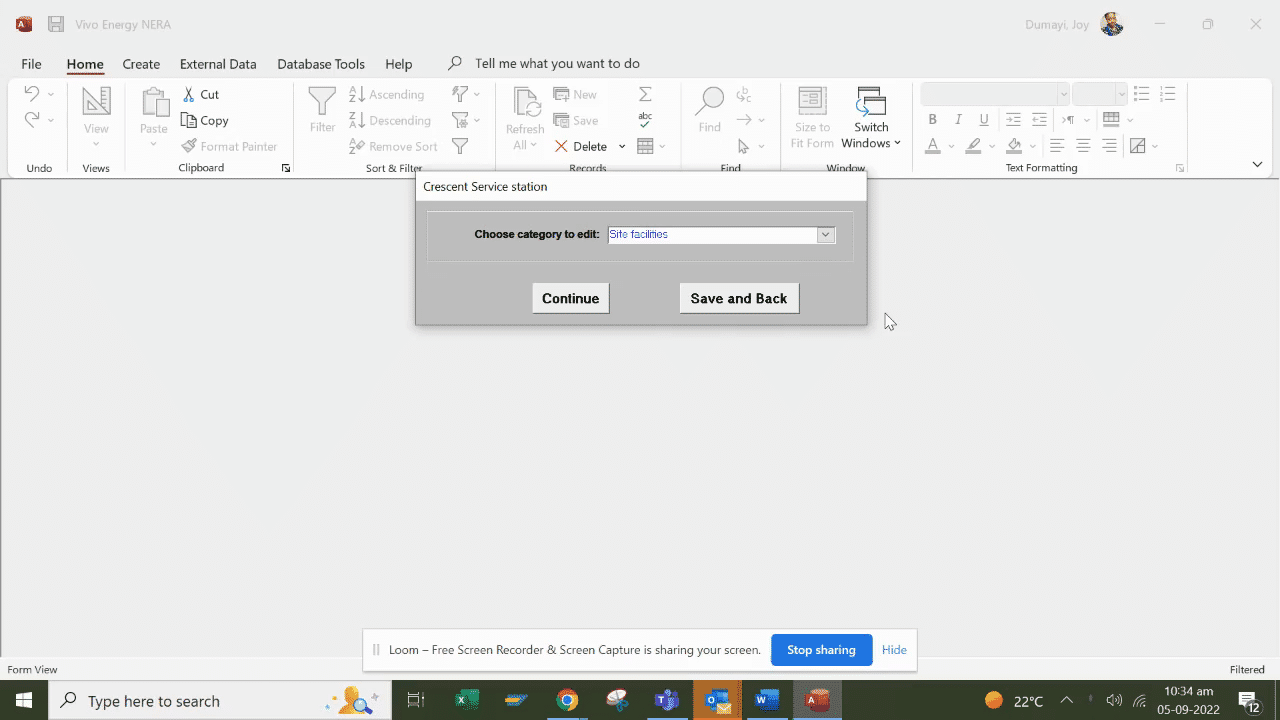 Vivo Energy NERA
Dumayi, Joy
File Home Create External Data Database Tools Help Tell me what you want to do
Undo
View
Views
Paste
Cut
Copy
Format Painter
Clipboard
Filter
Ascending
Descending
Remove Sort
Sort & Filter
Refresh
All
New
Save
Delete
Records
Find
Find
Size to
Fit Form
Switch
Windows
Window
B I U
A
Text Formatting
Crescent Service station
Choose category to edit: Site facilities
Continue Save and Back
Loom – Free Screen Recorder & Screen Capture is sharing your screen. Stop sharing Hide
Form View Filtered
Type here to search
22°C
10:34 am
05-09-2022
12